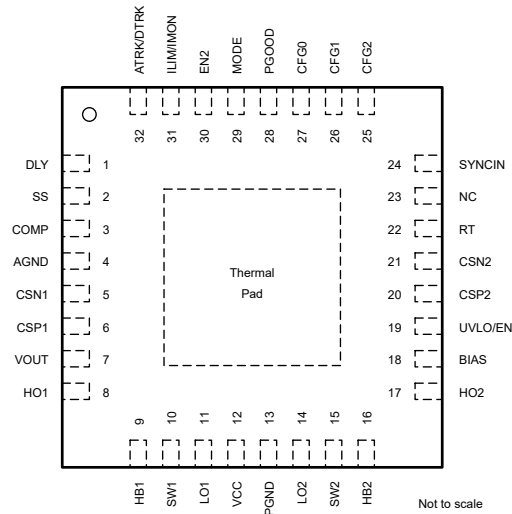 ATRK/DTRK
ILIM/IMON
EN2
MODE
PGOOD
CFG0
CFG1
CFG2
32
31
30
29
28
27
26
25
DLY 1
SS 2
COMP 3
AGND 4
CSN1 5
CSP1 6
VOUT 7
HO1 8
24 SYNCIN
23 NC
22 RT
21 CSN2
20 CSP2
19 UVLO/EN
18 BIAS
17 HO2
Thermal
Pad
9
10
11
12
13
14
15
16
HB1
SW1
LO1
VCC
PGND
LO2
SW2
HB2
Not to scale